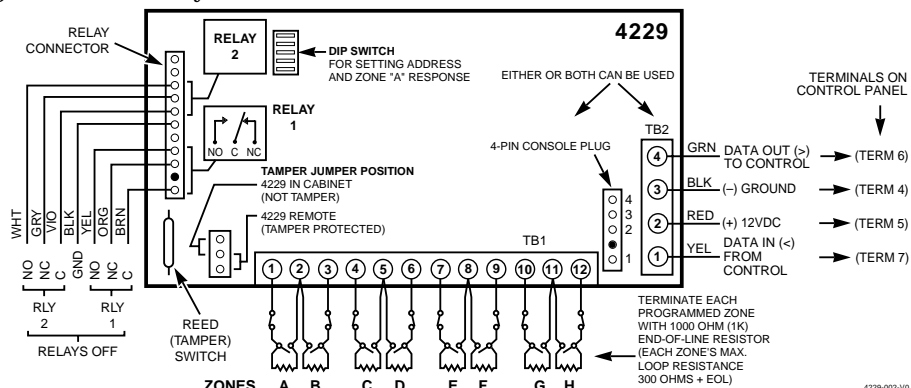 RELAY
CONNECTOR
RELAY
2
DIP SWITCH
FOR SETTING ADDRESS
AND ZONE "A" RESPONSE
4229
EITHER OR BOTH CAN BE USED
TERMINALS ON
CONTROL PANEL
RELAY
1
NO C NC
4-PIN CONSOLE PLUG
TB2
TAMPER JUMPER POSITION
4229 IN CABINET
(NOT TAMPER)
4229 REMOTE
(TAMPER PROTECTED)
4
3
2
1
4 GRN DATA OUT (>)
TO CONTROL (TERM 6)
3 BLK (–) GROUND (TERM 4)
2 RED (+) 12VDC (TERM 5)
1 YEL DATA IN (<)
FROM
CONTROL (TERM 7)
WHT GRY VIO BLK YEL ORG BRN
NO NC C GND NO NC C
RLY
2
RLY
1
RELAYS OFF
REED
(TAMPER)
SWITCH
TB1
1 2 3 4 5 6 7 8 9 10 11 12
TERMINATE EACH
PROGRAMMED ZONE
WITH 1000 OHM (1K)
END-OF-LINE RESISTOR
(EACH ZONE'S MAX.
LOOP RESISTANCE
300 OHMS + EOL)
ZONES A B C D E F G H
4229-002-V0